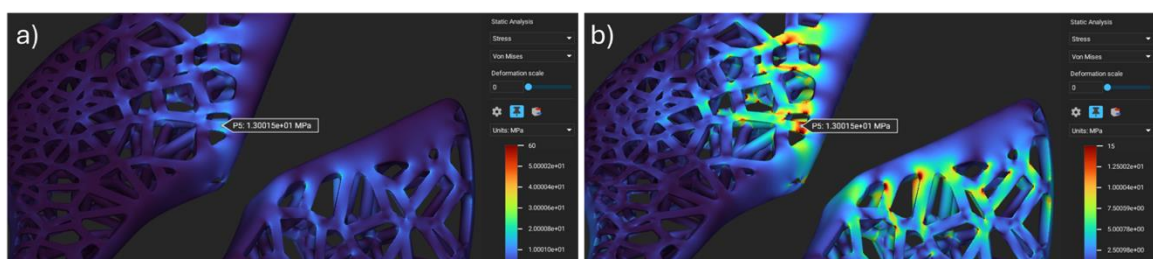 a)
P5: 1.30015e+01 MPa
Static Analysis
Stress
Von Mises
Deformation scale
0
Units: MPa
60
5.00002e+01
4.00004e+01
3.00006e+01
2.00008e+01
1.00010e+01
b)
P5: 1.30015e+01 MPa
Static Analysis
Stress
Von Mises
Deformation scale
0
Units: MPa
15
1.25002e+01
1.00004e+01
7.50059e+00
5.00078e+00
2.50098e+00